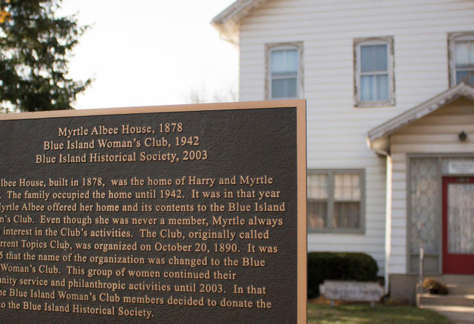 Myrtle Albee House, 1878
Blue Island Woman's Club, 1942
Blue Island Historical Society, 2003
lbee House, built in 1878, was the home of Harry and Myrtle
. The family occupied the home until 1942. It was in that year
yrtle Albee offered her home and its contents to the Blue Island
n's Club. Even though she was never a member, Myrtle always
interest in the Club's activities. The Club, originally called
rrent Topics Club, was organized on October 20, 1890. It was
5 that the name of the organization was changed to the Blue
Woman's Club. This group of women continued their
unity service and philanthropic activities until 2003. In that
e Blue Island Woman's Club members decided to donate the
to the Blue Island Historical Society.